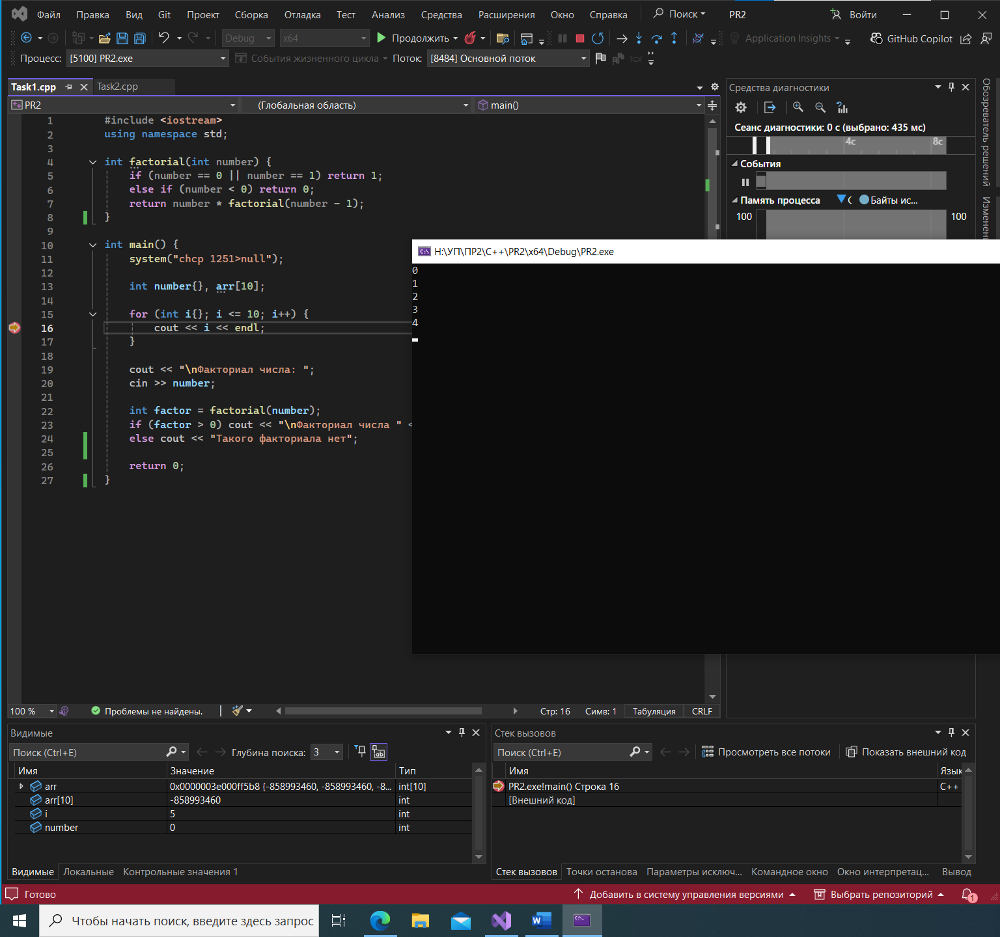 Файл Правка Вид Git Проект Сборка Отладка Тест Анализ Средства Расширения Окно Справка Поиск PR2 Войти
Debug x64 Продолжить Application Insights GitHub Copilot
Процесс: [5100] PR2.exe События жизненного цикла Поток: [8484] Основной поток
Task1.cpp Task2.cpp
PR2 (Глобальная область) main()
1 #include <iostream>
2 using namespace std;
3
4 int factorial(int number) {
5 if (number == 0 || number == 1) return 1;
6 else if (number < 0) return 0;
7 return number * factorial(number - 1);
8 }
9
10 int main() {
11 system("chcp 1251>null");
12
13 int number{}, arr[10];
14
15 for (int i{}; i <= 10; i++) {
16 cout << i << endl;
17 }
18
19 cout << "\nФакториал числа: ";
20 cin >> number;
21
22 int factor = factorial(number);
23 if (factor > 0) cout << "\nФакториал числа " <
24 else cout << "Такого факториала нет";
25
26 return 0;
27 }
Средства диагностики
Сеанс диагностики: 0 с (выбрано: 435 мс)
4с 8с
События
Память процесса С Байты ис...
100 100
Обозреватель решений
H:\УП\ПР2\C++\PR2\x64\Debug\PR2.exe
0
1
2
3
4
100 % Проблемы не найдены. Стр: 16 Симв: 1 Табуляция CRLF
Видимые
Поиск (Ctrl+E) Глубина поиска: 3
Имя Значение Тип
arr 0x0000003e000ff5b8 {-858993460, -858993460, -8... int[10]
arr[10] -858993460 int
i 5 int
number 0 int
Видимые Локальные Контрольные значения 1
Стек вызовов
Поиск (Ctrl+E) Просмотреть все потоки Показать внешний код
Имя Язык
PR2.exe!main() Строка 16 C++
[Внешний код]
Стек вызовов Точки останова Параметры исключ... Командное окно Окно интерпретац... Вывод
Готово Добавить в систему управления версиями Выбрать репозиторий 1
Чтобы начать поиск, введите здесь запрос